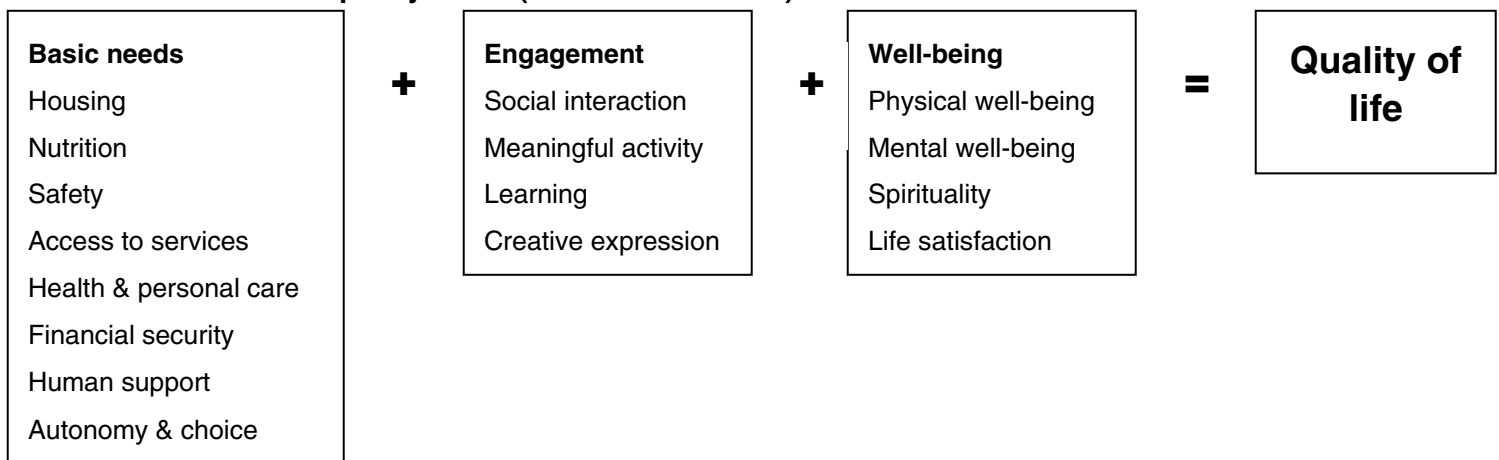 Basic needs
Housing
Nutrition
Safety
Access to services
Health & personal care
Financial security
Human support
Autonomy & choice
+
Engagement
Social interaction
Meaningful activity
Learning
Creative expression
+
Well-being
Physical well-being
Mental well-being
Spirituality
Life satisfaction
=
Quality of
life